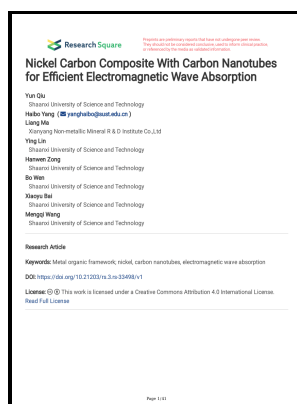 Research Square
Preprints are preliminary reports that have not undergone peer review.
They should not be considered conclusive, used to inform clinical practice,
or referenced by the media as validated information.
Nickel Carbon Composite With Carbon Nanotubes
for Efficient Electromagnetic Wave Absorption
Yun Qiu
Shaanxi University of Science and Technology
Haibo Yang ( yanghaibo@sust.edu.cn )
Liang Ma
Xianyang Non-metallic Mineral R & D Institute Co.,Ltd
Ying Lin
Shaanxi University of Science and Technology
Hanwen Zong
Shaanxi University of Science and Technology
Bo Wen
Shaanxi University of Science and Technology
Xiaoyu Bai
Shaanxi University of Science and Technology
Mengqi Wang
Shaanxi University of Science and Technology
Research Article
Keywords: Metal organic framework, nickel, carbon nanotubes, electromagnetic wave absorption
DOI: https://doi.org/10.21203/rs.3.rs-33498/v1
License: This work is licensed under a Creative Commons Attribution 4.0 International License.
Read Full License
Page 1/41